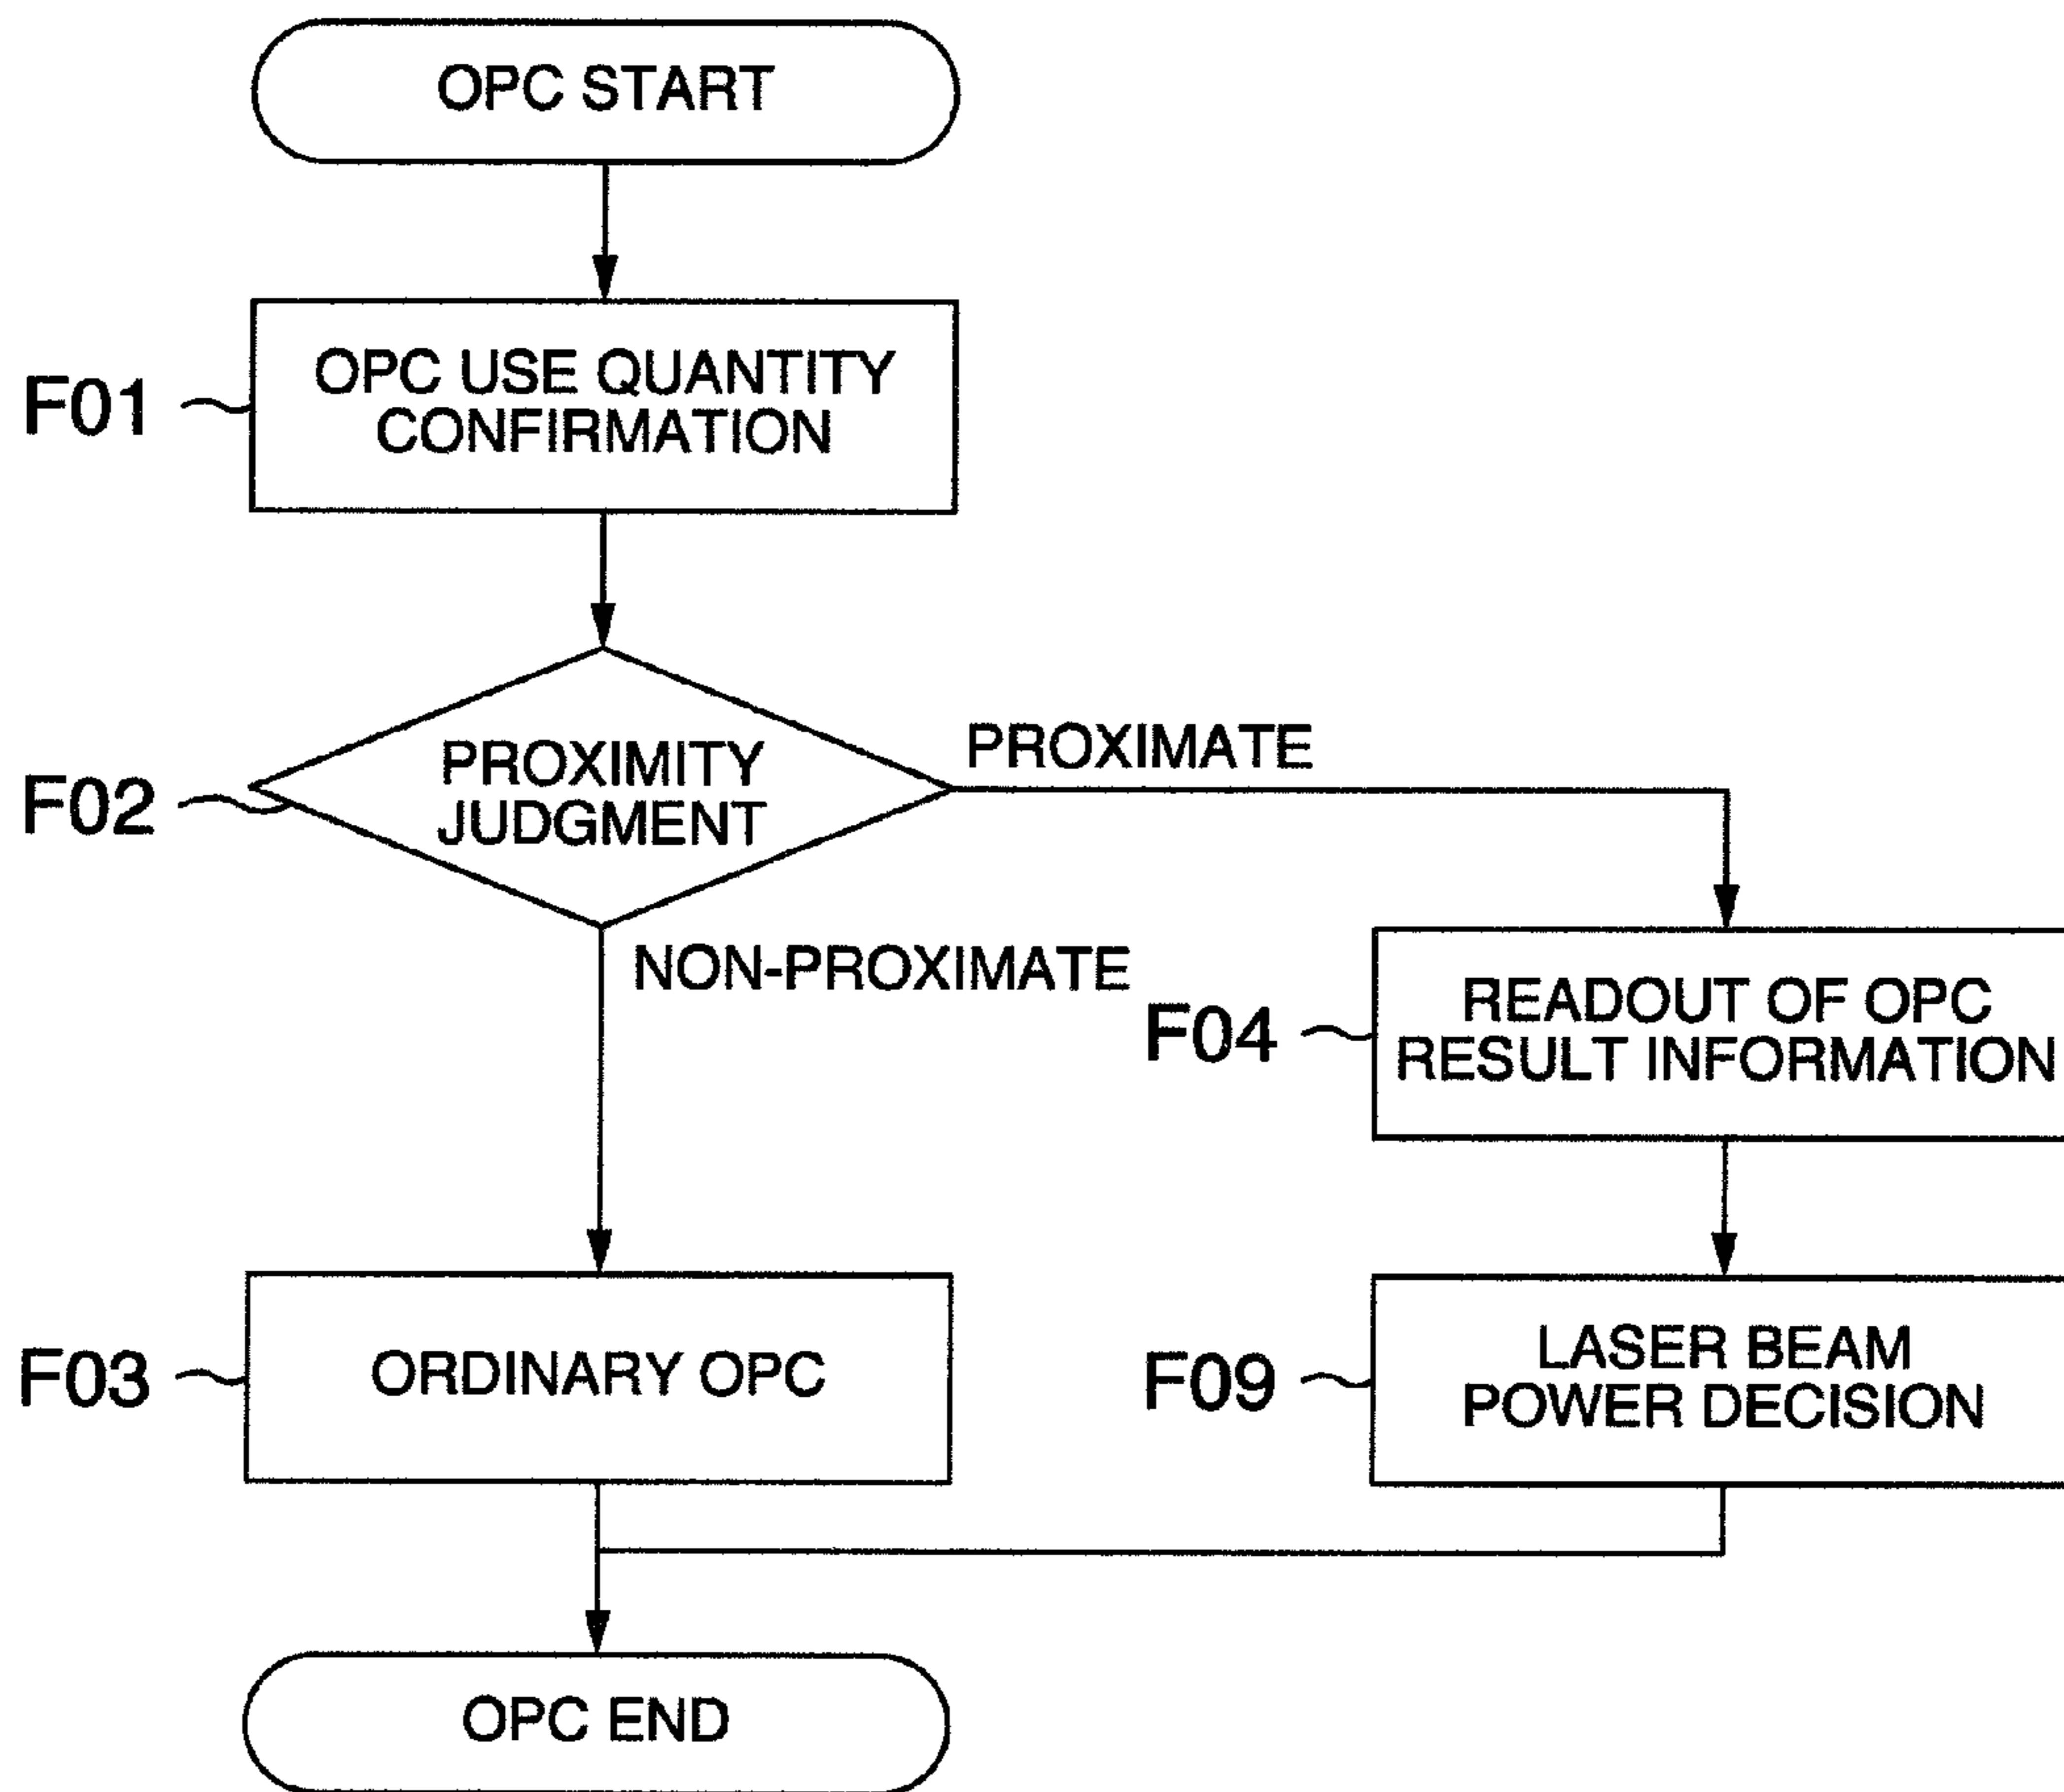 OPC START
F01
OPC USE QUANTITY
CONFIRMATION
F02
PROXIMITY
JUDGMENT
PROXIMATE
NON-PROXIMATE
F04
READOUT OF OPC
RESULT INFORMATION
F03
ORDINARY OPC
F09
LASER BEAM
POWER DECISION
OPC END